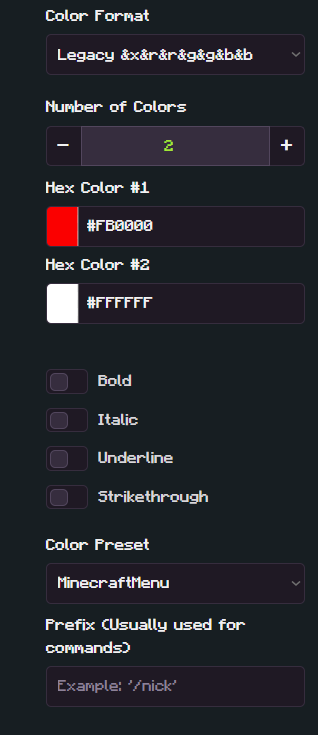 Color Format
Legacy &x&r&r&g&g&b&b
Number of Colors
− 2 +
Hex Color #1
#FB0000
Hex Color #2
#FFFFFF
Bold
Italic
Underline
Strikethrough
Color Preset
MinecraftMenu
Prefix (Usually used for
commands)
Example: '/nick'